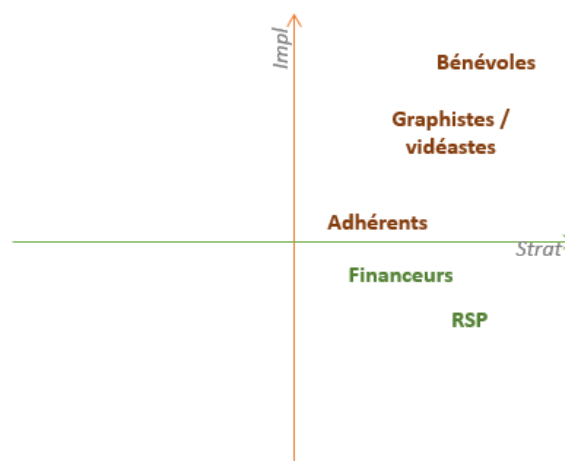 Impl
Bénévoles
Graphistes /
vidéastes
Adhérents
Strat
Financeurs
RSP